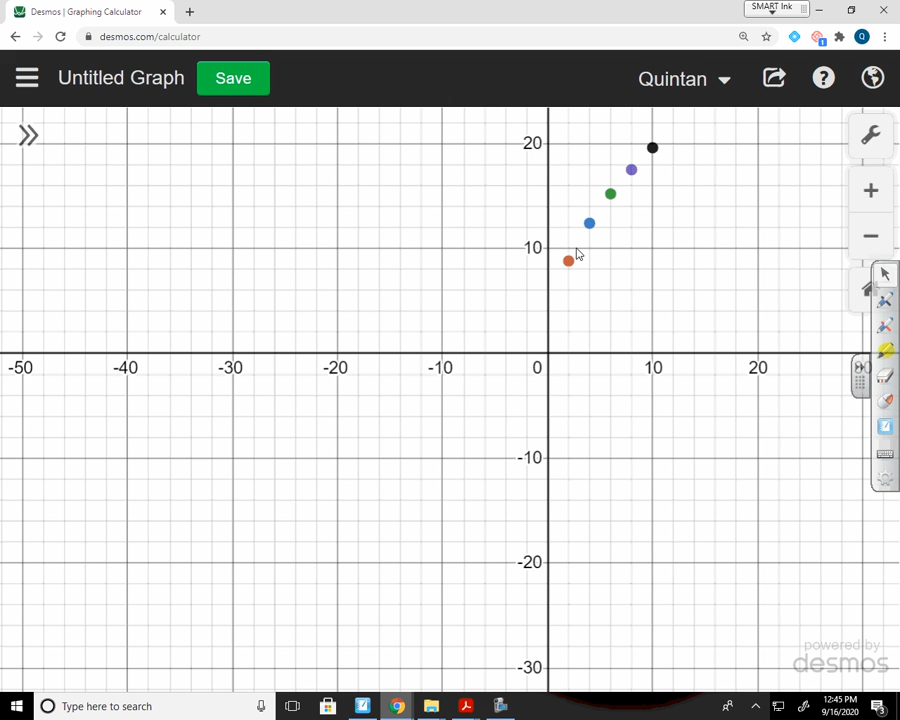 SMART Ink
Desmos | Graphing Calculator
desmos.com/calculator
Q
1
Untitled Graph
Save
Quintan
?
20
10
-50
-40
-30
-20
-10
0
10
20
-10
-20
-30
powered by
desmos
Type here to search
12:45 PM
9/16/2020
3